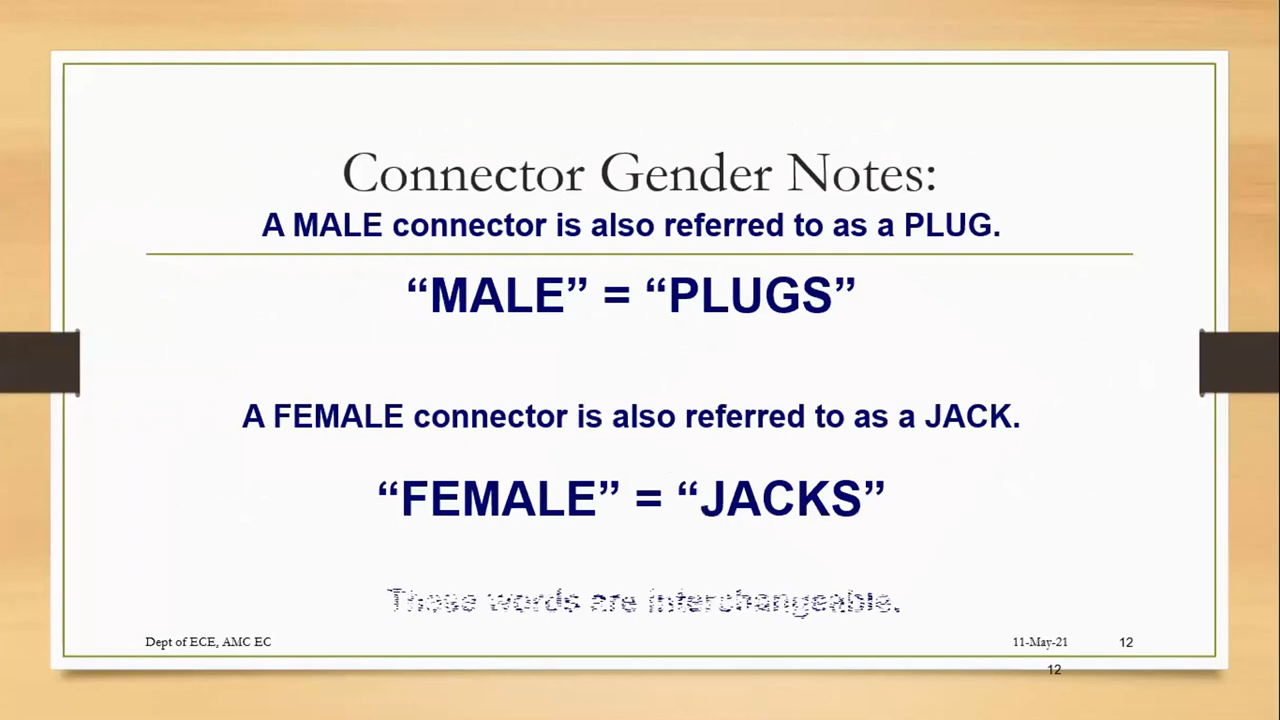 Connector Gender Notes:
A MALE connector is also referred to as a PLUG.
“MALE” = “PLUGS”
A FEMALE connector is also referred to as a JACK.
“FEMALE” = “JACKS”
These words are interchangeable.
Dept of ECE, AMC EC 11-May-21 12
12